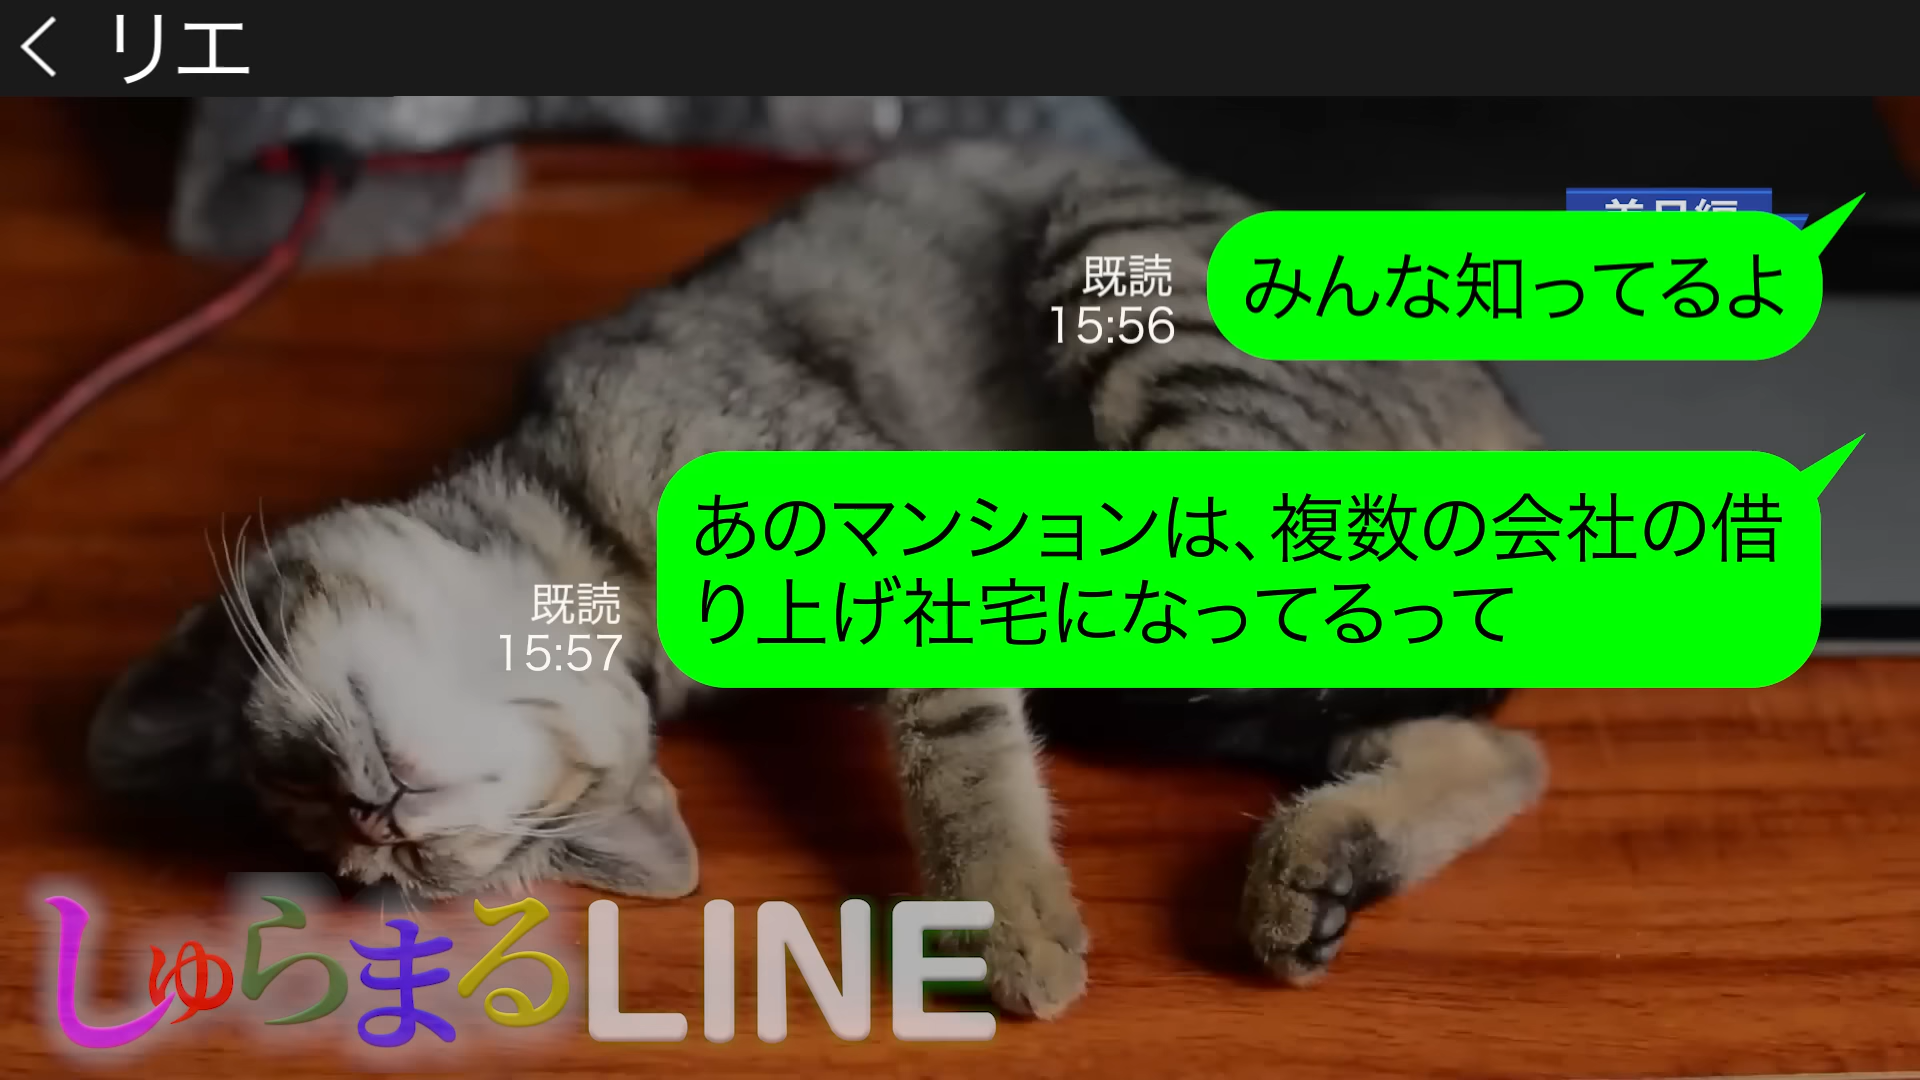 リエ
みんな知ってるよ
既読
15:56
あのマンションは、複数の会社の借
り上げ社宅になってるって
既読
15:57
しゅらまるLINE